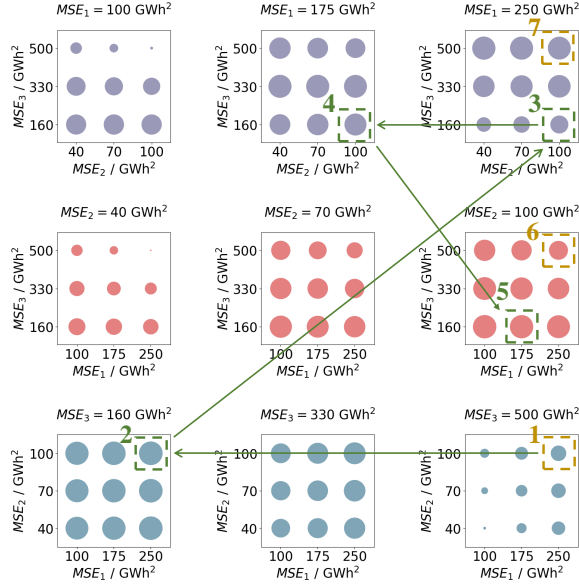 MSE₁ = 100 GWh²
MSE₁ = 175 GWh²
MSE₁ = 250 GWh²
7
MSE₃ / GWh²
500
330
160
MSE₃ / GWh²
500
330
160
4
MSE₃ / GWh²
500
330
160
3
40 70 100
40 70 100
40 70 100
MSE₂ / GWh²
MSE₂ / GWh²
MSE₂ / GWh²
MSE₂ = 40 GWh²
MSE₂ = 70 GWh²
MSE₂ = 100 GWh²
6
MSE₃ / GWh²
500
330
160
MSE₃ / GWh²
500
330
160
MSE₃ / GWh²
500
330
160
5
100 175 250
100 175 250
100 175 250
MSE₁ / GWh²
MSE₁ / GWh²
MSE₁ / GWh²
MSE₃ = 160 GWh²
MSE₃ = 330 GWh²
MSE₃ = 500 GWh²
2
1
MSE₂ / GWh²
100
70
40
MSE₂ / GWh²
100
70
40
MSE₂ / GWh²
100
70
40
100 175 250
100 175 250
100 175 250
MSE₁ / GWh²
MSE₁ / GWh²
MSE₁ / GWh²